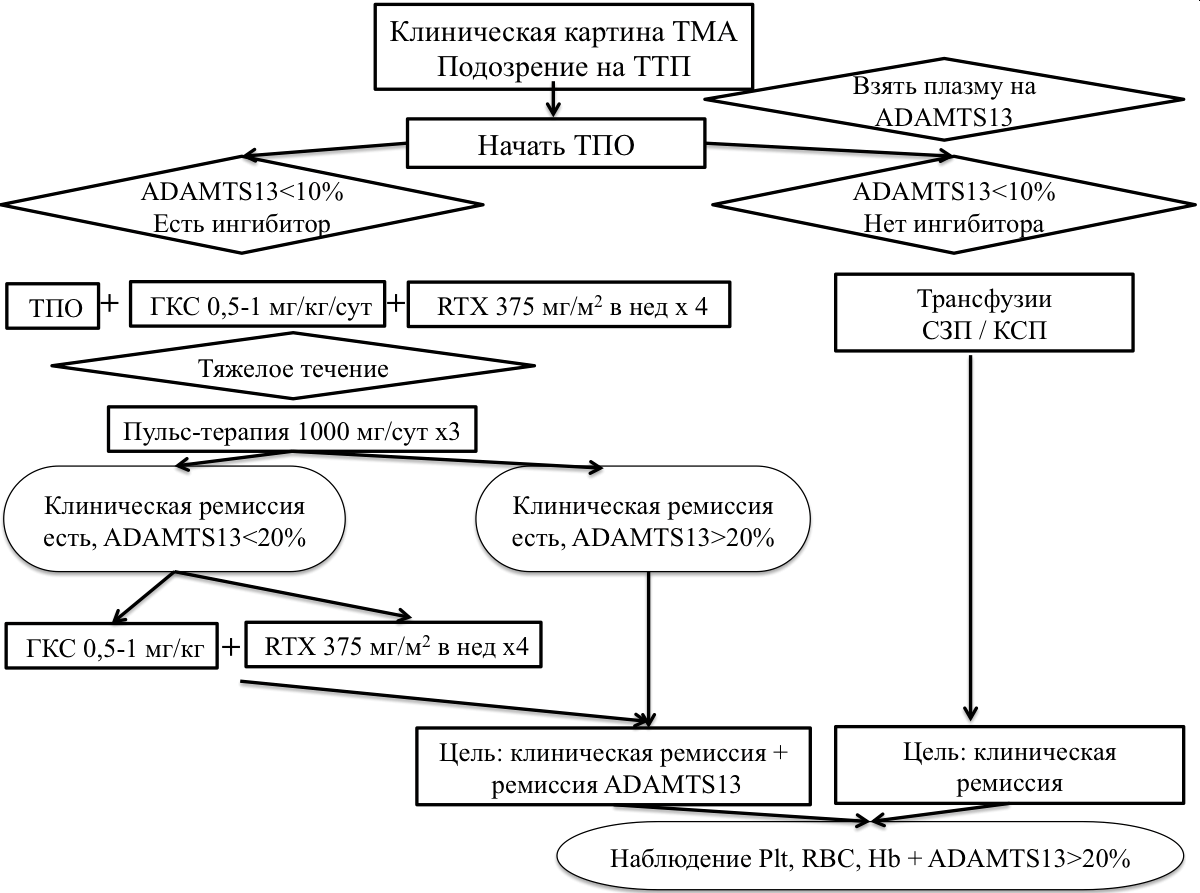 Клиническая картина ТМА
Подозрение на ТТП
Взять плазму на
ADAMTS13
Начать ТПО
ADAMTS13<10%
Есть ингибитор
ADAMTS13<10%
Нет ингибитора
ТПО + ГКС 0,5-1 мг/кг/сут + RTX 375 мг/м² в нед х 4
Трансфузии
СЗП / КСП
Тяжелое течение
Пульс-терапия 1000 мг/сут х3
Клиническая ремиссия
есть, ADAMTS13<20%
Клиническая ремиссия
есть, ADAMTS13>20%
ГКС 0,5-1 мг/кг + RTX 375 мг/м² в нед х4
Цель: клиническая ремиссия +
ремиссия ADAMTS13
Цель: клиническая
ремиссия
Наблюдение Plt, RBC, Hb + ADAMTS13>20%